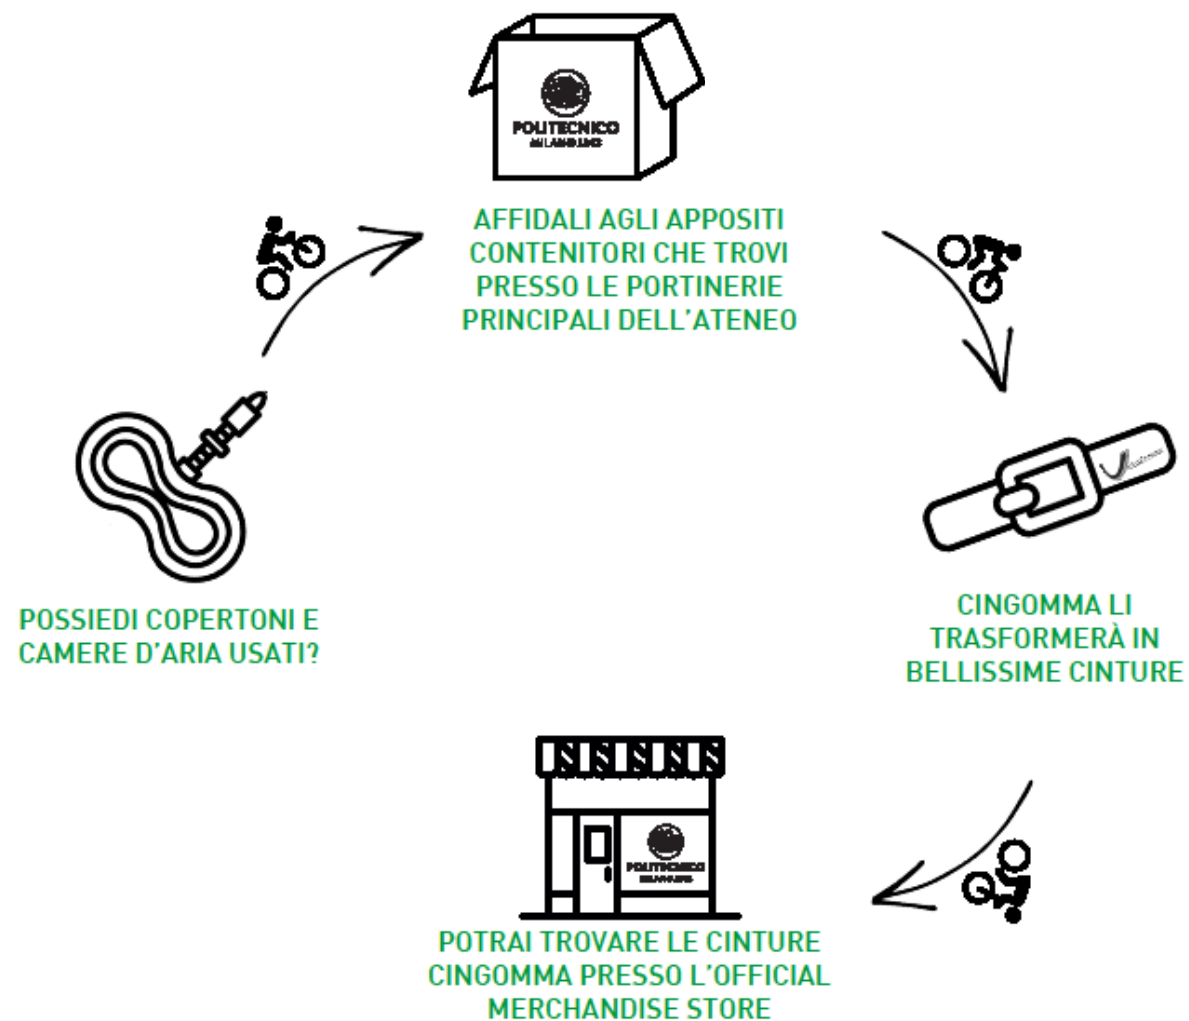 POLITECNICO
AFFIDALI AGLI APPOSITI
CONTENITORI CHE TROVI
PRESSO LE PORTINERIE
PRINCIPALI DELL'ATENEO
POSSIEDI COPERTONI E
CAMERE D'ARIA USATI?
CINGOMMA LI
TRASFORMERÀ IN
BELLISSIME CINTURE
POLITECNICO
POTRAI TROVARE LE CINTURE
CINGOMMA PRESSO L'OFFICIAL
MERCHANDISE STORE